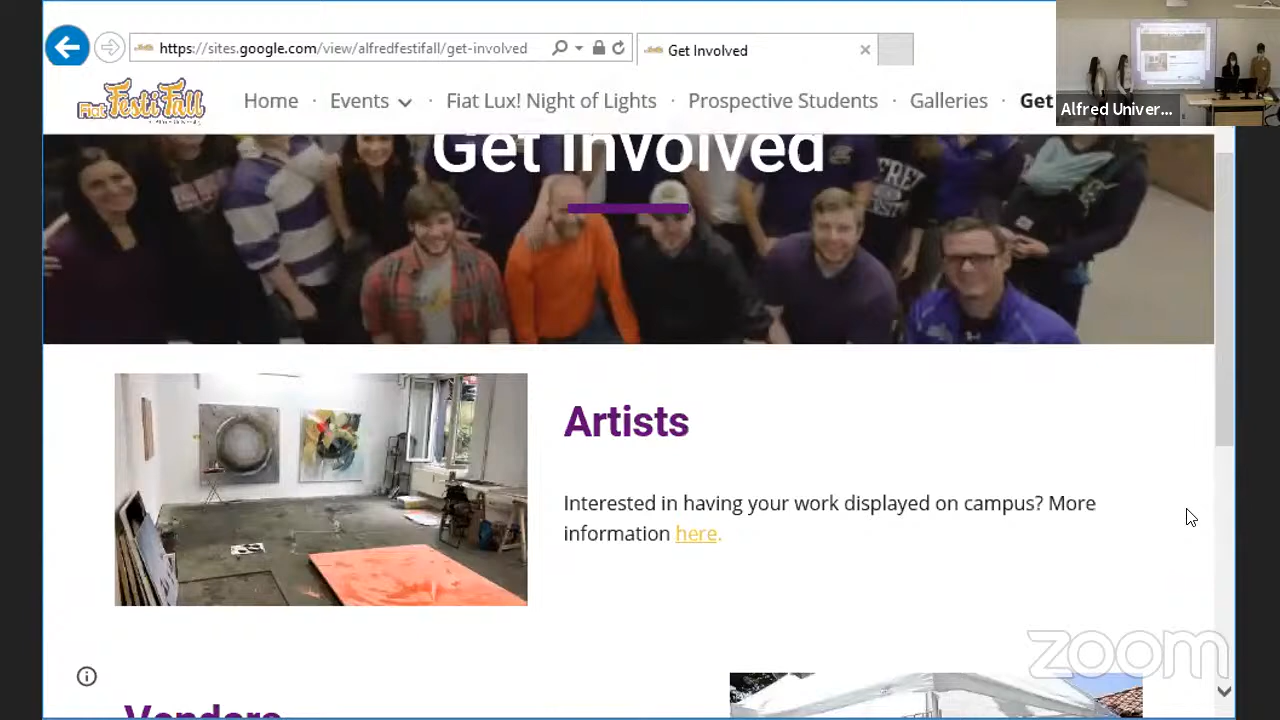 https://sites.google.com/view/alfredfestifall/get-involved
Get Involved
Fiat FestiFall
Home · Events · Fiat Lux! Night of Lights · Prospective Students · Galleries · Get
Alfred Univer...
Get Involved
Artists
Interested in having your work displayed on campus? More
information here.
zoom
Vendors